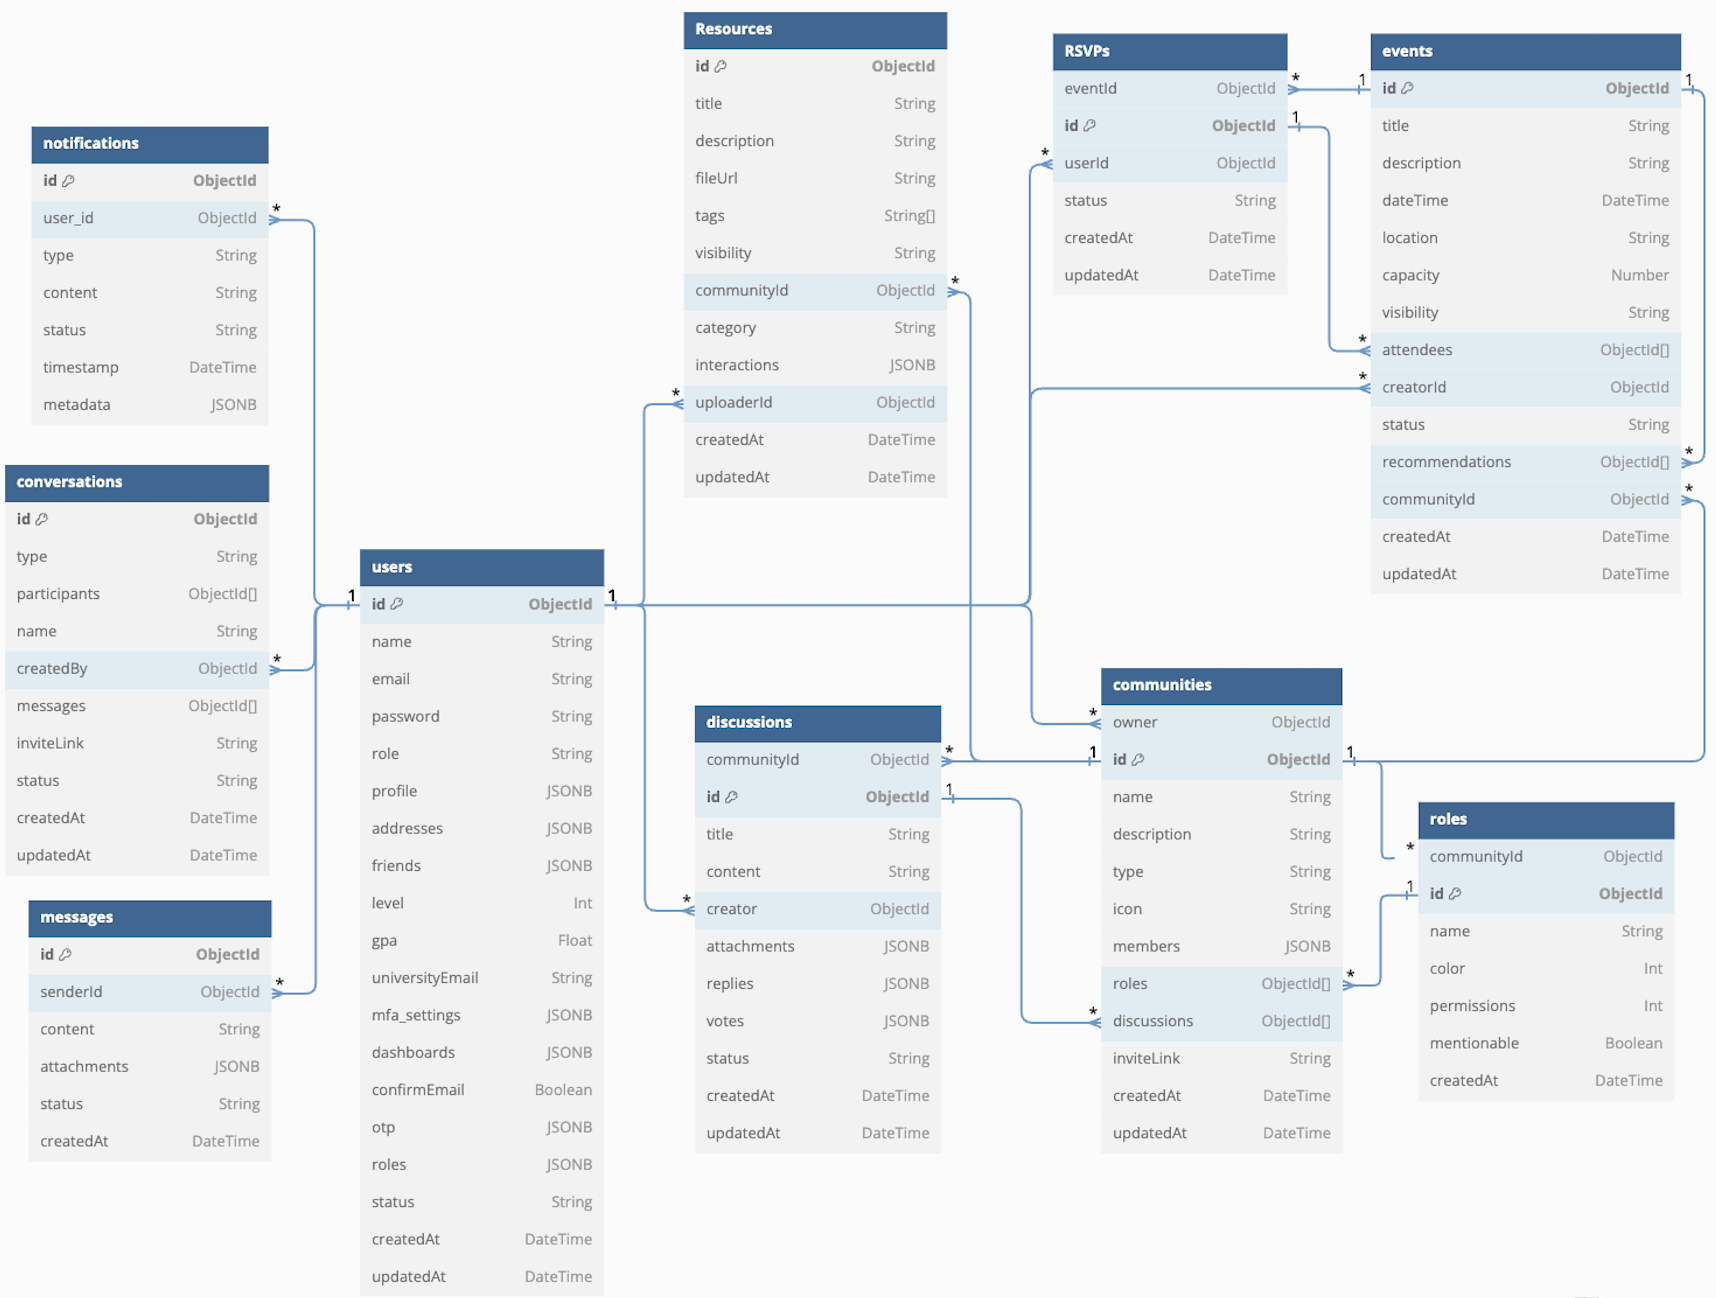 Resources
id ObjectId
title String
description String
fileUrl String
tags String[]
visibility String
* communityId ObjectId
category String
interactions JSONB
* uploaderId ObjectId
createdAt DateTime
updatedAt DateTime
RSVPs
eventId ObjectId *
id ObjectId 1
* userId ObjectId
status String
createdAt DateTime
updatedAt DateTime
events
1 id ObjectId 1
title String
description String
dateTime DateTime
location String
capacity Number
visibility String
* attendees ObjectId[]
* creatorId ObjectId
status String
recommendations ObjectId[] *
communityId ObjectId *
createdAt DateTime
updatedAt DateTime
notifications
id ObjectId
user_id ObjectId *
type String
content String
status String
timestamp DateTime
metadata JSONB
conversations
id ObjectId
type String
participants ObjectId[]
name String
createdBy ObjectId *
messages ObjectId[]
inviteLink String
status String
createdAt DateTime
updatedAt DateTime
messages
id ObjectId
senderId ObjectId *
content String
attachments JSONB
status String
createdAt DateTime
users
1 id ObjectId 1
name String
email String
password String
role String
profile JSONB
addresses JSONB
friends JSONB
level Int
gpa Float
universityEmail String
mfa_settings JSONB
dashboards JSONB
confirmEmail Boolean
otp JSONB
roles JSONB
status String
createdAt DateTime
updatedAt DateTime
discussions
communityId ObjectId *
id ObjectId 1
title String
content String
* creator ObjectId
attachments JSONB
replies JSONB
votes JSONB
status String
createdAt DateTime
updatedAt DateTime
communities
* owner ObjectId
1 id ObjectId 1
name String
description String
type String
icon String
members JSONB
roles ObjectId[] *
* discussions ObjectId[]
inviteLink String
createdAt DateTime
updatedAt DateTime
roles
* communityId ObjectId
1 id ObjectId
name String
color Int
permissions Int
mentionable Boolean
createdAt DateTime